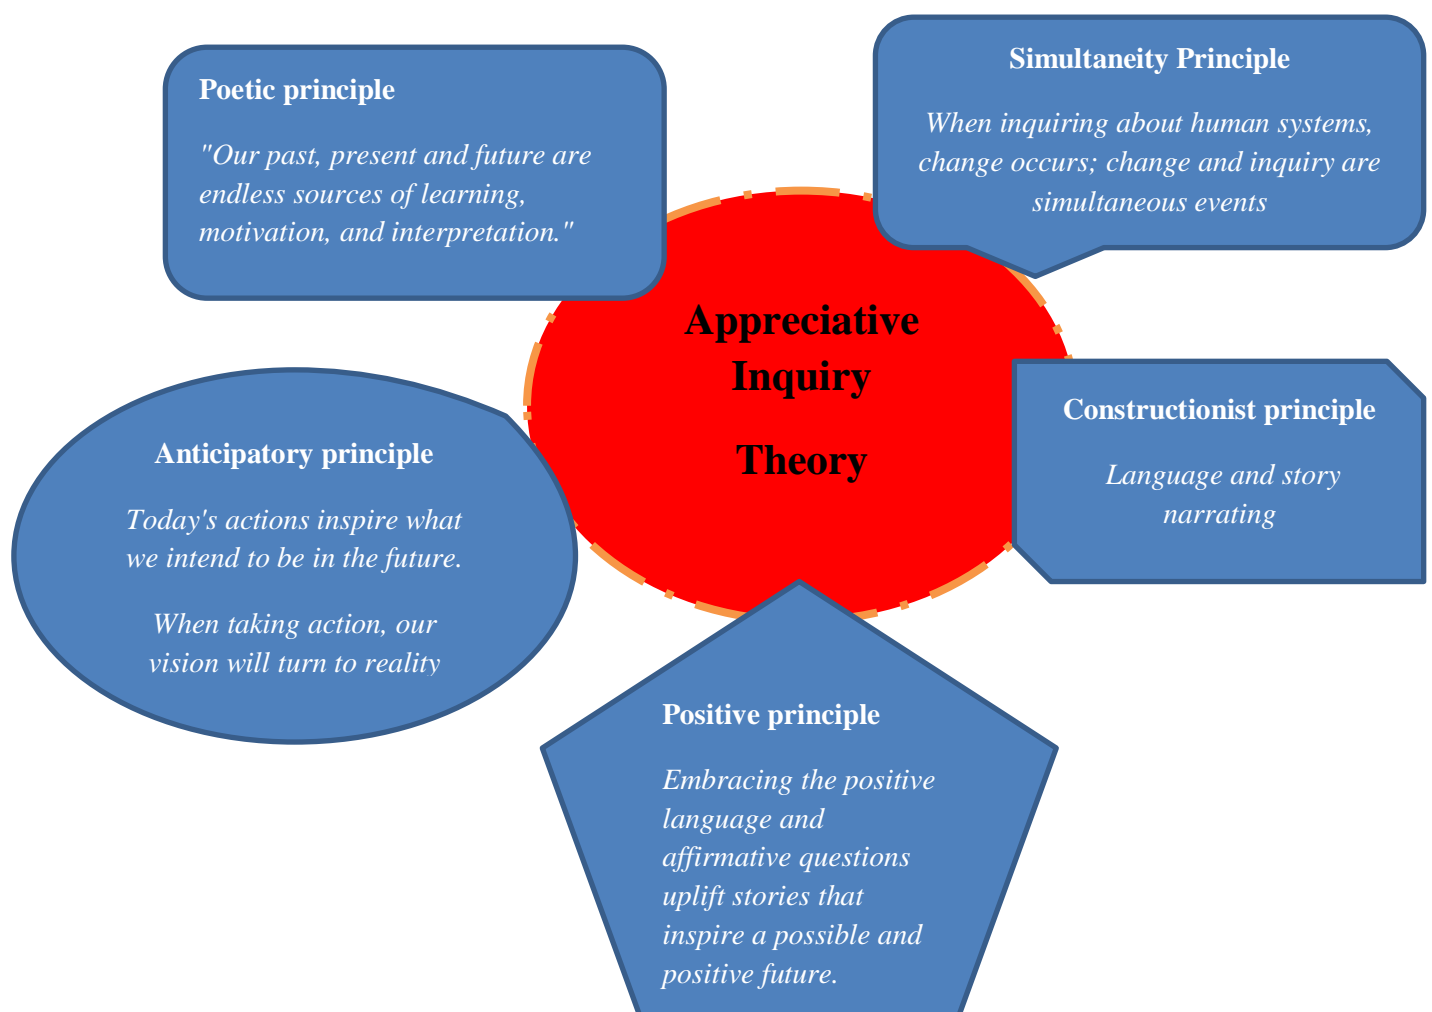 Poetic principle
"Our past, present and future are
endless sources of learning,
motivation, and interpretation."
Simultaneity Principle
When inquiring about human systems,
change occurs; change and inquiry are
simultaneous events
Appreciative
Inquiry
Theory
Constructionist principle
Language and story
narrating
Anticipatory principle
Today's actions inspire what
we intend to be in the future.
When taking action, our
vision will turn to reality
Positive principle
Embracing the positive
language and
affirmative questions
uplift stories that
inspire a possible and
positive future.